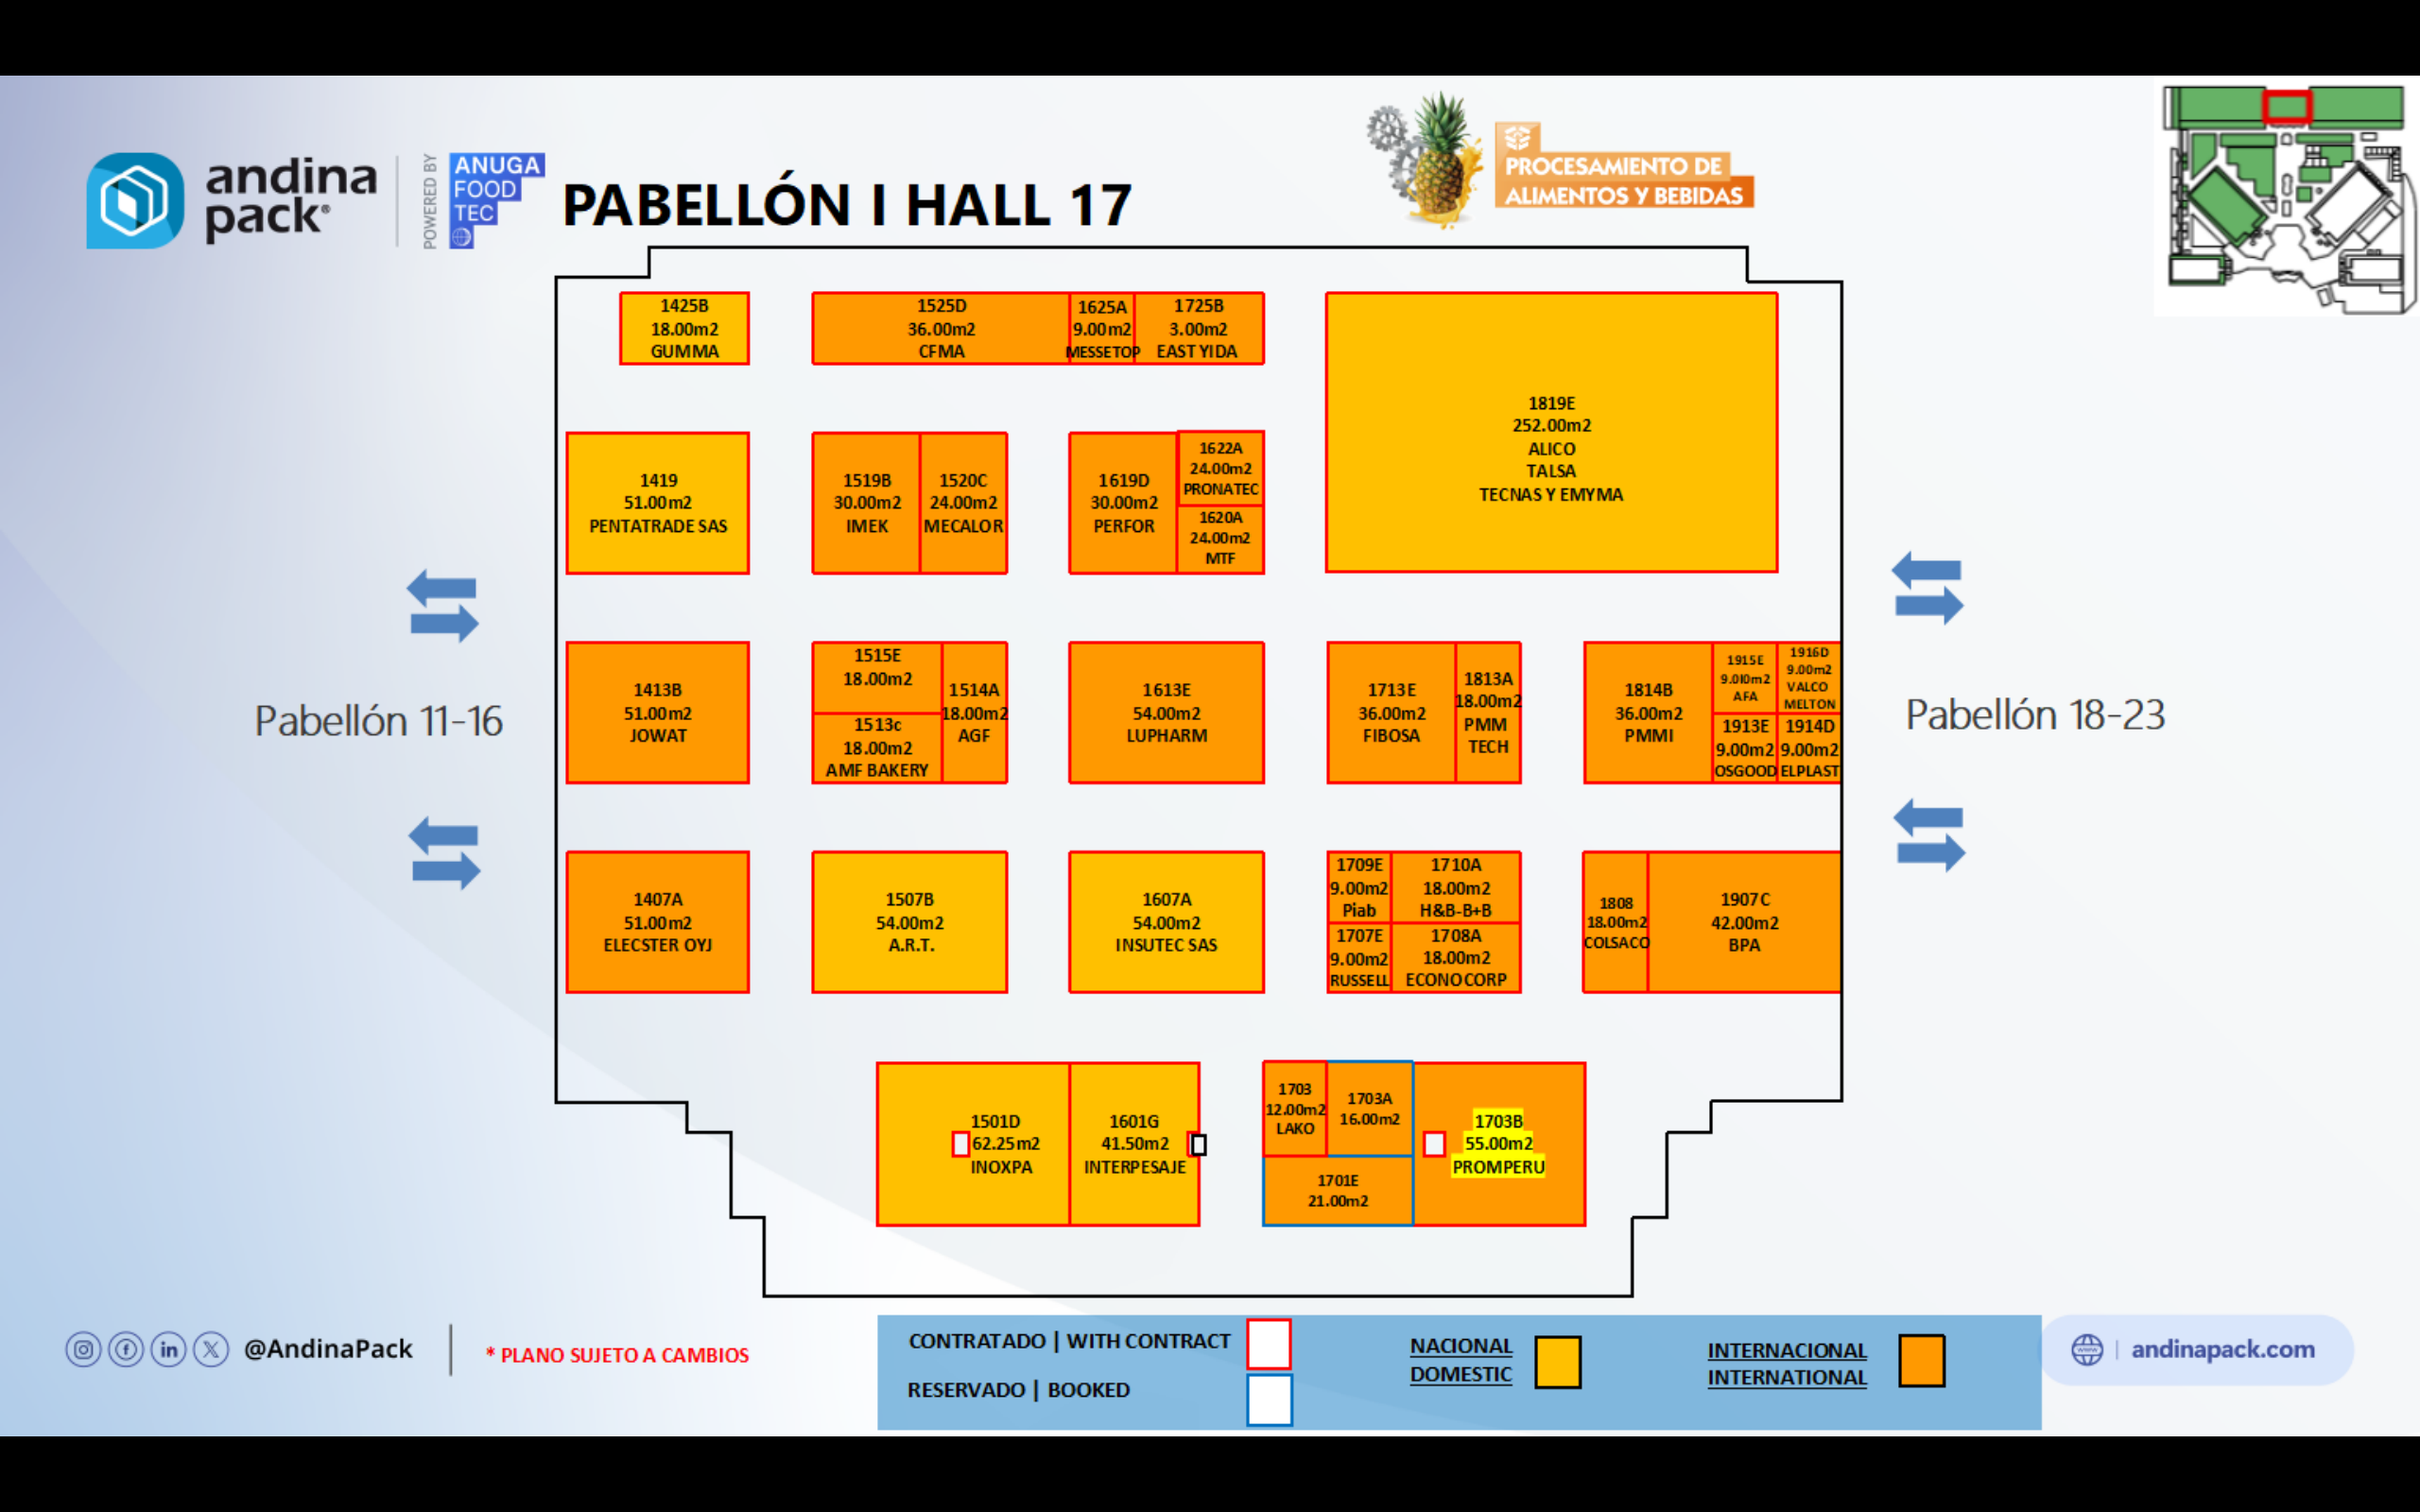 andina
pack®
POWERED BY
ANUGA
FOOD
TEC
PABELLÓN I HALL 17
PROCESAMIENTO DE
ALIMENTOS Y BEBIDAS
1425B
18.00m2
GUMMA
1525D
36.00m2
CFMA
1625A
9.00m2
MESSETOP
1725B
3.00m2
EAST YIDA
1819E
252.00m2
ALICO
TALSA
TECNAS Y EMYMA
1419
51.00m2
PENTATRADE SAS
1519B
30.00m2
IMEK
1520C
24.00m2
MECALOR
1619D
30.00m2
PERFOR
1622A
24.00m2
PRONATEC
1620A
24.00m2
MTF
Pabellón 11-16
1413B
51.00m2
JOWAT
1515E
18.00m2
1513c
18.00m2
AMF BAKERY
1514A
18.00m2
AGF
1613E
54.00m2
LUPHARM
1713E
36.00m2
FIBOSA
1813A
18.00m2
PMM
TECH
1814B
36.00m2
PMMI
1915E
9.0I0m2
AFA
1916D
9.00m2
VALCO
MELTON
1913E
9.00m2
OSGOOD
1914D
9.00m2
ELPLAST
Pabellón 18-23
1407A
51.00m2
ELECSTER OYJ
1507B
54.00m2
A.R.T.
1607A
54.00m2
INSUTEC SAS
1709E
9.00m2
Piab
1710A
18.00m2
H&B-B+B
1707E
9.00m2
RUSSELL
1708A
18.00m2
ECONOCORP
1808
18.00m2
COLSACO
1907C
42.00m2
BPA
1501D
62.25m2
INOXPA
1601G
41.50m2
INTERPESAJE
1703
12.00m2
LAKO
1703A
16.00m2
1701E
21.00m2
1703B
55.00m2
PROMPERU
@AndinaPack
* PLANO SUJETO A CAMBIOS
CONTRATADO | WITH CONTRACT
RESERVADO | BOOKED
NACIONAL
DOMESTIC
INTERNACIONAL
INTERNATIONAL
andinapack.com